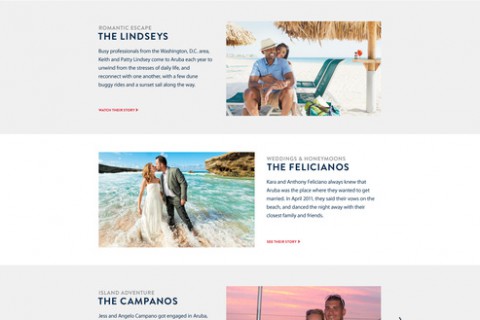 ROMANTIC ESCAPE
THE LINDSEYS
Busy professionals from the Washington, D.C. area,
Keith and Patty Lindsey come to Aruba each year to
unwind from the stresses of daily life, and
reconnect with one another, with a few dune
buggy rides and a sunset sail along the way.
WATCH THEIR STORY
WEDDINGS & HONEYMOONS
THE FELICIANOS
Kara and Anthony Feliciano always knew that
Aruba was the place where they wanted to get
married. In April 2011, they said their vows on the
beach, and danced the night away with their
closest family and friends.
SEE THEIR STORY
ISLAND ADVENTURE
THE CAMPANOS
Jess and Angelo Campano got engaged in Aruba,